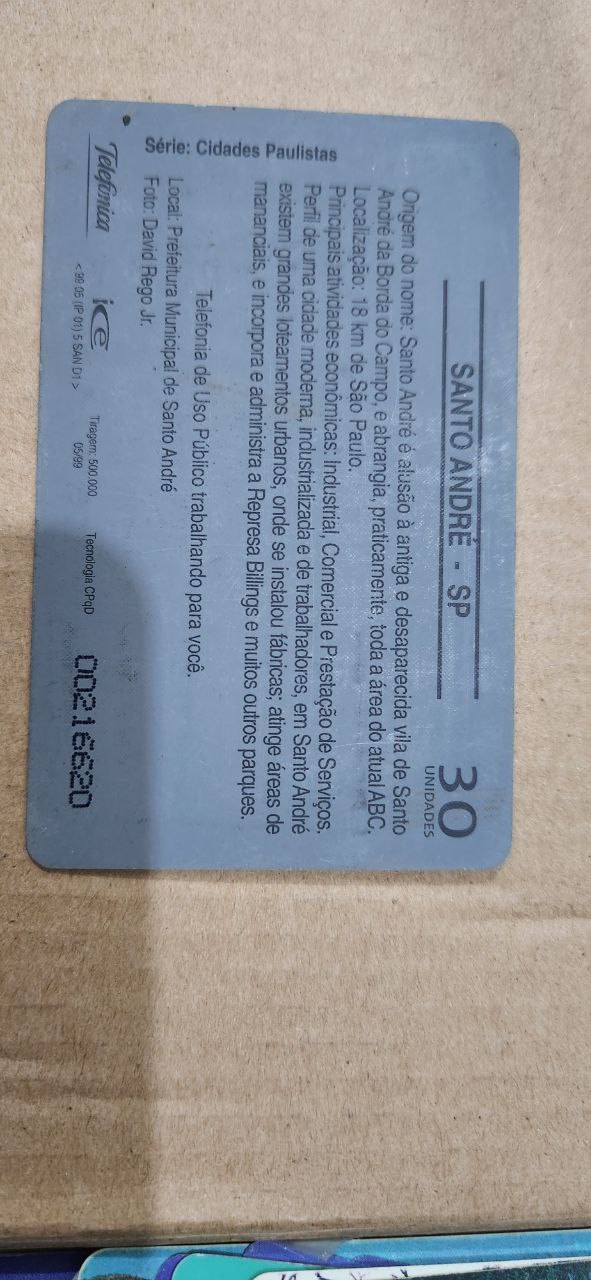 SANTO ANDRÉ - SP
30
UNIDADES
Origem do nome: Santo André é alusão à antiga e desaparecida vila de Santo
André da Borda do Campo, e abrangia, praticamente, toda a área do atual ABC.
Localização: 18 km de São Paulo.
Principais atividades econômicas: Industrial, Comercial e Prestação de Serviços.
Perfil de uma cidade moderna, industrializada e de trabalhadores, em Santo André
existem grandes loteamentos urbanos, onde se instalou fábricas; atinge áreas de
mananciais, e incorpora e administra a Represa Billings e muitos outros parques.
Telefonia de Uso Público trabalhando para você.
Local: Prefeitura Municipal de Santo André
Foto: David Rego Jr.
Série: Cidades Paulistas
Telefonica
ice
< 99 05 (IP 01) 5 SAN D1 >
Tiragem: 500.000
05/99
Tecnologia CPqD
00216620